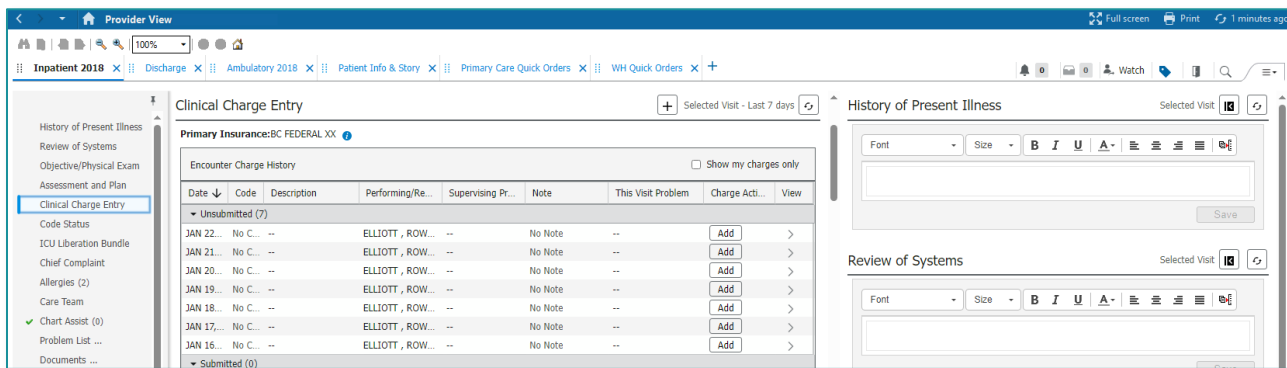 Provider View
Full screen Print 1 minutes ago
100%
Inpatient 2018 Discharge Ambulatory 2018 Patient Info & Story Primary Care Quick Orders WH Quick Orders
0 0 Watch
History of Present Illness
Review of Systems
Objective/Physical Exam
Assessment and Plan
Clinical Charge Entry
Code Status
ICU Liberation Bundle
Chief Complaint
Allergies (2)
Care Team
Chart Assist (0)
Problem List ...
Documents ...
Clinical Charge Entry Selected Visit - Last 7 days
Primary Insurance:BC FEDERAL XX
Encounter Charge History Show my charges only
Date Code Description Performing/Re... Supervising Pr... Note This Visit Problem Charge Acti... View
Unsubmitted (7)
JAN 22... No C... -- ELLIOTT , ROW... -- No Note -- Add
JAN 21... No C... -- ELLIOTT , ROW... -- No Note -- Add
JAN 20... No C... -- ELLIOTT , ROW... -- No Note -- Add
JAN 19... No C... -- ELLIOTT , ROW... -- No Note -- Add
JAN 18... No C... -- ELLIOTT , ROW... -- No Note -- Add
JAN 17,... No C... -- ELLIOTT , ROW... -- No Note -- Add
JAN 16... No C... -- ELLIOTT , ROW... -- No Note -- Add
Submitted (0)
History of Present Illness Selected Visit
Font Size B I U A
Save
Review of Systems Selected Visit
Font Size B I U A
Save